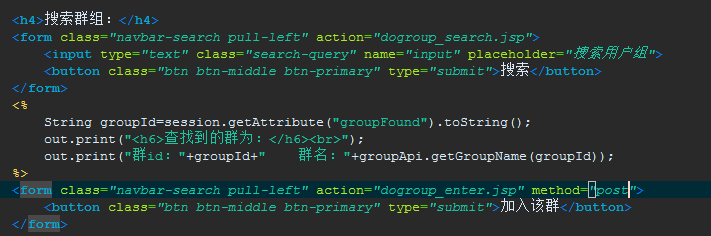 <h4>搜索群组：</h4>
<form class="navbar-search pull-left" action="dogroup_search.jsp">
<input type="text" class="search-query" name="input" placeholder="搜索用户组">
<button class="btn btn-middle btn-primary" type="submit">搜索</button>
</form>
<%
String groupId=session.getAttribute("groupFound").toString();
out.print("<h6>查找到的群为：</h6><br>");
out.print("群id："+groupId+"    群名："+groupApi.getGroupName(groupId));
%>
<form class="navbar-search pull-left" action="dogroup_enter.jsp" method="post">
<button class="btn btn-middle btn-primary" type="submit">加入该群</button>
</form>